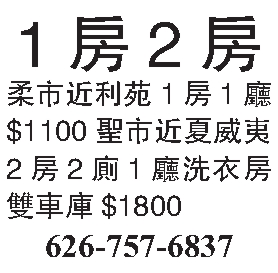 1 房 2 房
柔市近利苑 1 房 1 廳
$1100 聖市近夏威夷
2 房 2 廁 1 廳洗衣房
雙車庫 $1800
626-757-6837